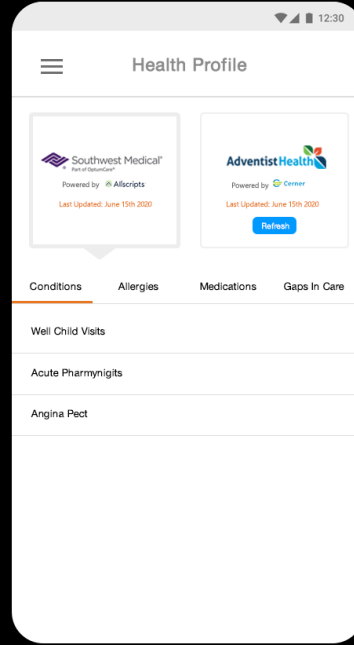 12:30
Health Profile
Southwest Medical
Part of OptumCare
Powered by Allscripts
Last Updated: June 15th 2020
Adventist Health
Powered by Cerner
Last Updated: June 15th 2020
Refresh
Conditions Allergies Medications Gaps In Care
Well Child Visits
Acute Pharmynigits
Angina Pect